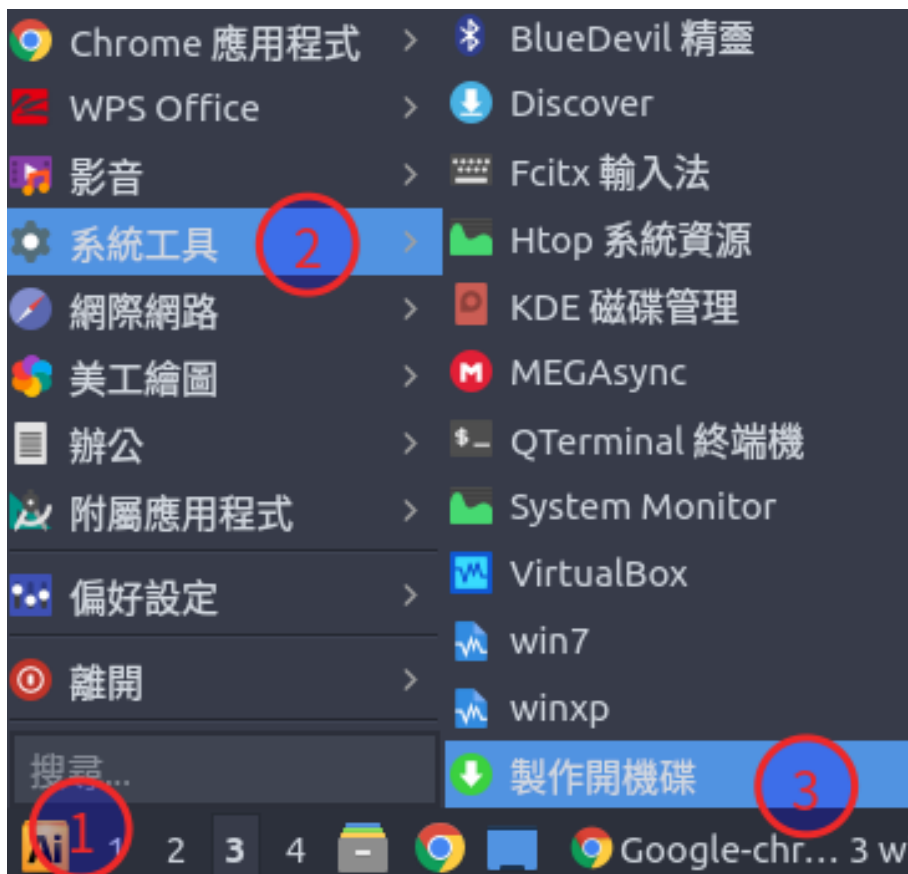 Chrome 應用程式
WPS Office
影音
系統工具 2
網際網路
美工繪圖
辦公
附屬應用程式
偏好設定
離開
搜尋...
BlueDevil 精靈
Discover
Fcitx 輸入法
Htop 系統資源
KDE 磁碟管理
MEGAsync
QTerminal 終端機
System Monitor
VirtualBox
win7
winxp
製作開機碟 3
Ai 1 1 2 3 4 Google-chr... 3 w